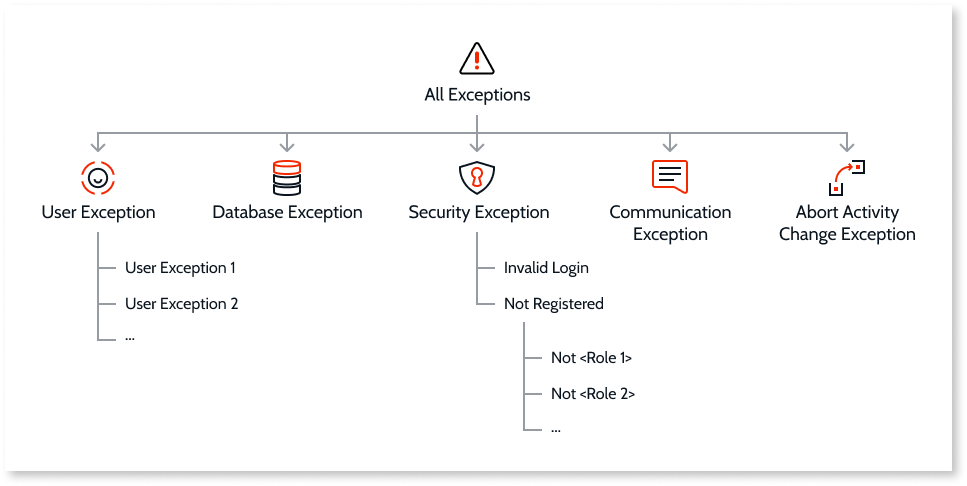 All Exceptions
User Exception
Database Exception
Security Exception
Communication
Exception
Abort Activity
Change Exception
User Exception 1
User Exception 2
...
Invalid Login
Not Registered
Not <Role 1>
Not <Role 2>
...